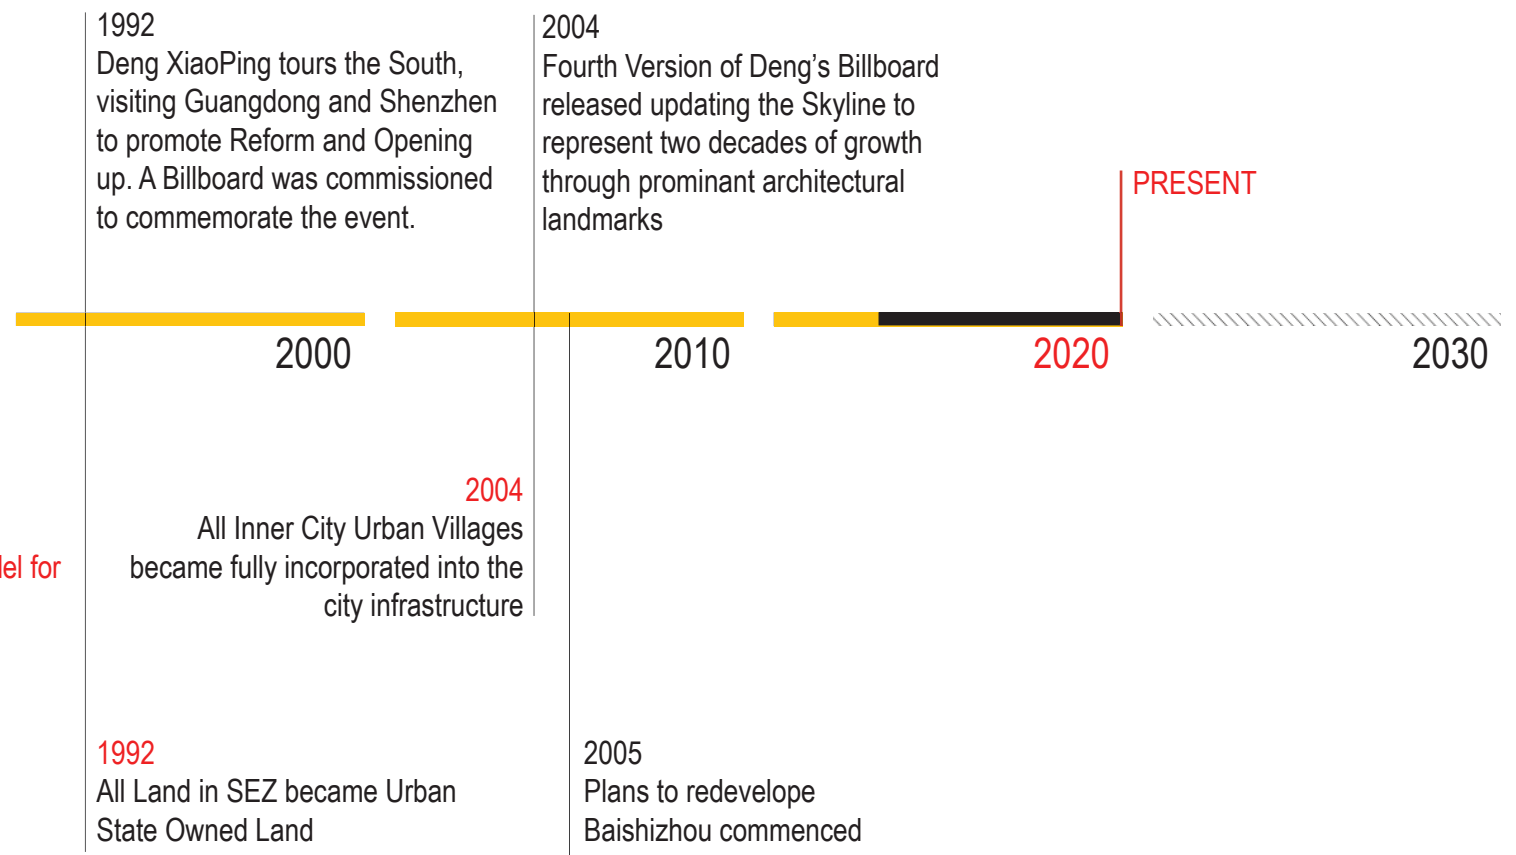 1992
Deng XiaoPing tours the South,
visiting Guangdong and Shenzhen
to promote Reform and Opening
up. A Billboard was commissioned
to commemorate the event.
2004
Fourth Version of Deng’s Billboard
released updating the Skyline to
represent two decades of growth
through prominant architectural
landmarks
PRESENT
2000
2010
2020
2030
2004
All Inner City Urban Villages
became fully incorporated into the
city infrastructure
for
1992
All Land in SEZ became Urban
State Owned Land
2005
Plans to redevelope
Baishizhou commenced